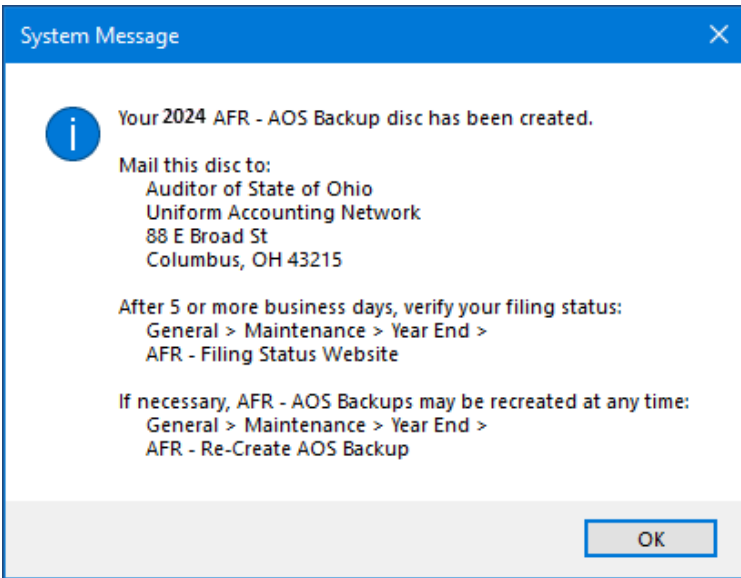 System Message
Your 2024 AFR - AOS Backup disc has been created.
Mail this disc to:
Auditor of State of Ohio
Uniform Accounting Network
88 E Broad St
Columbus, OH 43215
After 5 or more business days, verify your filing status:
General > Maintenance > Year End >
AFR - Filing Status Website
If necessary, AFR - AOS Backups may be recreated at any time:
General > Maintenance > Year End >
AFR - Re-Create AOS Backup
OK